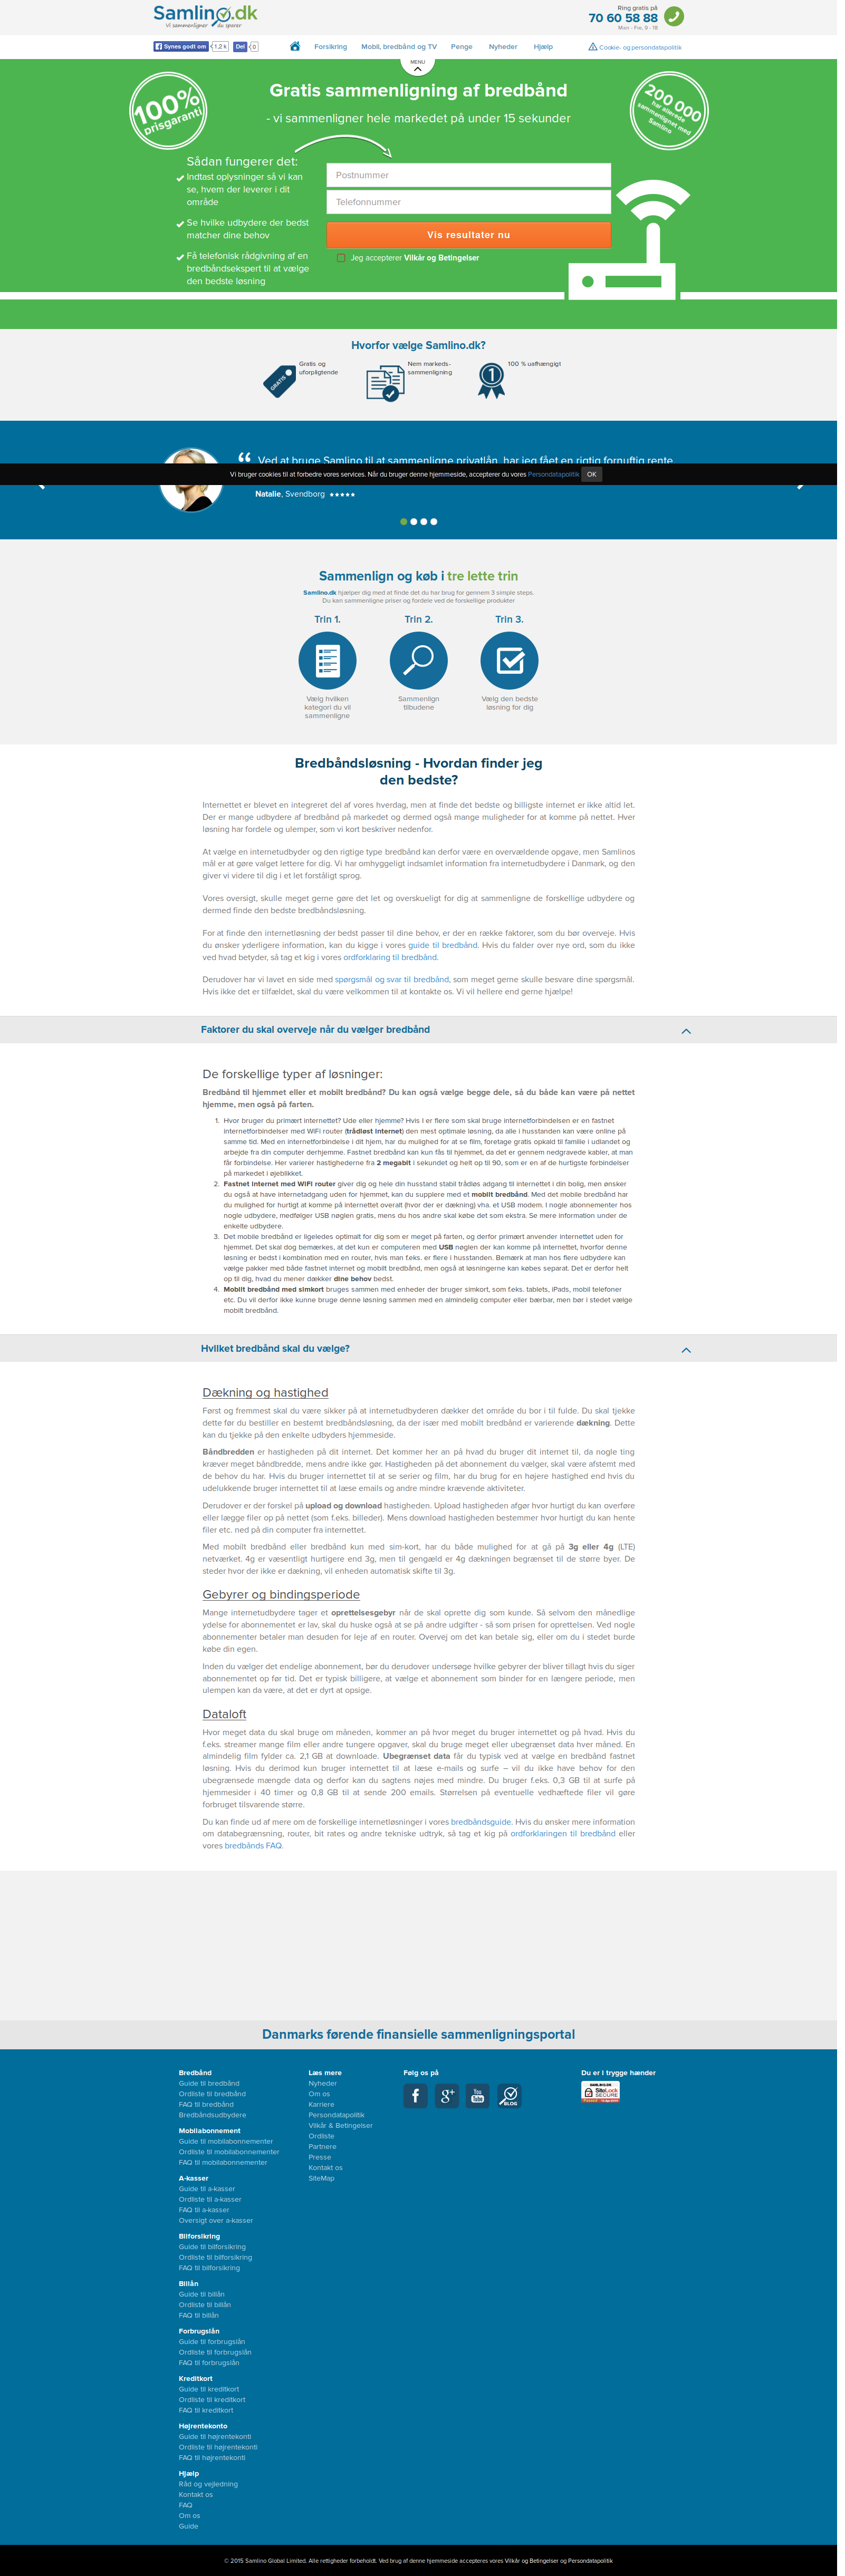 Samlino.dk
Vi sammenligner du sparer
Ring gratis på
70 60 58 88
Man - Fre, 9 - 18
Synes godt om 1,2 k Del 0
Forsikring Mobil, bredbånd og TV Penge Nyheder Hjælp
Cookie- og persondatapolitik
MENU
100%
prisgaranti
Gratis sammenligning af bredbånd
- vi sammenligner hele markedet på under 15 sekunder
200 000
har allerede
sammenlignet med
Samlino
Sådan fungerer det:
Indtast oplysninger så vi kan
se, hvem der leverer i dit
område
Se hvilke udbydere der bedst
matcher dine behov
Få telefonisk rådgivning af en
bredbåndsekspert til at vælge
den bedste løsning
Postnummer
Telefonnummer
Vis resultater nu
Jeg accepterer Vilkår og Betingelser
Hvorfor vælge Samlino.dk?
GRATIS
Gratis og
uforpligtende
Nem markeds-
sammenligning
1
100 % uafhængigt
“ Ved at bruge Samlino til at sammenligne privatlån, har jeg fået en rigtig fornuftig rente
Vi bruger cookies til at forbedre vores services. Når du bruger denne hjemmeside, accepterer du vores Persondatapolitik OK
Natalie, Svendborg ★★★★★
Sammenlign og køb i tre lette trin
Samlino.dk hjælper dig med at finde det du har brug for gennem 3 simple steps.
Du kan sammenligne priser og fordele ved de forskellige produkter
Trin 1. Trin 2. Trin 3.
Vælg hvilken
kategori du vil
sammenligne
Sammenlign
tilbudene
Vælg den bedste
løsning for dig
Bredbåndsløsning - Hvordan finder jeg
den bedste?
Internettet er blevet en integreret del af vores hverdag, men at finde det bedste og billigste internet er ikke altid let.
Der er mange udbydere af bredbånd på markedet og dermed også mange muligheder for at komme på nettet. Hver
løsning har fordele og ulemper, som vi kort beskriver nedenfor.
At vælge en internetudbyder og den rigtige type bredbånd kan derfor være en overvældende opgave, men Samlinos
mål er at gøre valget lettere for dig. Vi har omhyggeligt indsamlet information fra internetudbydere i Danmark, og den
giver vi videre til dig i et let forståligt sprog.
Vores oversigt, skulle meget gerne gøre det let og overskueligt for dig at sammenligne de forskellige udbydere og
dermed finde den bedste bredbåndsløsning.
For at finde den internetløsning der bedst passer til dine behov, er der en række faktorer, som du bør overveje. Hvis
du ønsker yderligere information, kan du kigge i vores guide til bredbånd. Hvis du falder over nye ord, som du ikke
ved hvad betyder, så tag et kig i vores ordforklaring til bredbånd.
Derudover har vi lavet en side med spørgsmål og svar til bredbånd, som meget gerne skulle besvare dine spørgsmål.
Hvis ikke det er tilfældet, skal du være velkommen til at kontakte os. Vi vil hellere end gerne hjælpe!
Faktorer du skal overveje når du vælger bredbånd
De forskellige typer af løsninger:
Bredbånd til hjemmet eller et mobilt bredbånd? Du kan også vælge begge dele, så du både kan være på nettet
hjemme, men også på farten.
1. Hvor bruger du primært internettet? Ude eller hjemme? Hvis I er flere som skal bruge internetforbindelsen er en fastnet
internetforbindelser med WiFi router (trådløst internet) den mest optimale løsning, da alle i husstanden kan være online på
samme tid. Med en internetforbindelse i dit hjem, har du mulighed for at se film, foretage gratis opkald til familie i udlandet og
arbejde fra din computer derhjemme. Fastnet bredbånd kan kun fås til hjemmet, da det er gennem nedgravede kabler, at man
får forbindelse. Her varierer hastighederne fra 2 megabit i sekundet og helt op til 90, som er en af de hurtigste forbindelser
på markedet i øjeblikket.
2. Fastnet internet med WiFi router giver dig og hele din husstand stabil trådløs adgang til internettet i din bolig, men ønsker
du også at have internetadgang uden for hjemmet, kan du supplere med et mobilt bredbånd. Med det mobile bredbånd har
du mulighed for hurtigt at komme på internettet overalt (hvor der er dækning) vha. et USB modem. I nogle abonnementer hos
nogle udbydere, medfølger USB nøglen gratis, mens du hos andre skal købe det som ekstra. Se mere information under de
enkelte udbydere.
3. Det mobile bredbånd er ligeledes optimalt for dig som er meget på farten, og derfor primært anvender internettet uden for
hjemmet. Det skal dog bemærkes, at det kun er computeren med USB nøglen der kan komme på internettet, hvorfor denne
løsning er bedst i kombination med en router, hvis man f.eks. er flere i husstanden. Bemærk at man hos flere udbydere kan
vælge pakker med både fastnet internet og mobilt bredbånd, men også at løsningerne kan købes separat. Det er derfor helt
op til dig, hvad du mener dækker dine behov bedst.
4. Mobilt bredbånd med simkort bruges sammen med enheder der bruger simkort, som f.eks. tablets, iPads, mobil telefoner
etc. Du vil derfor ikke kunne bruge denne løsning sammen med en almindelig computer eller bærbar, men bør i stedet vælge
mobilt bredbånd.
Hvilket bredbånd skal du vælge?
Dækning og hastighed
Først og fremmest skal du være sikker på at internetudbyderen dækker det område du bor i til fulde. Du skal tjekke
dette før du bestiller en bestemt bredbåndsløsning, da der især med mobilt bredbånd er varierende dækning. Dette
kan du tjekke på den enkelte udbyders hjemmeside.
Båndbredden er hastigheden på dit internet. Det kommer her an på hvad du bruger dit internet til, da nogle ting
kræver meget båndbredde, mens andre ikke gør. Hastigheden på det abonnement du vælger, skal være afstemt med
de behov du har. Hvis du bruger internettet til at se serier og film, har du brug for en højere hastighed end hvis du
udelukkende bruger internettet til at læse emails og andre mindre krævende aktiviteter.
Derudover er der forskel på upload og download hastigheden. Upload hastigheden afgør hvor hurtigt du kan overføre
eller lægge filer op på nettet (som f.eks. billeder). Mens download hastigheden bestemmer hvor hurtigt du kan hente
filer etc. ned på din computer fra internettet.
Med mobilt bredbånd eller bredbånd kun med sim-kort, har du både mulighed for at gå på 3g eller 4g (LTE)
netværket. 4g er væsentligt hurtigere end 3g, men til gengæld er 4g dækningen begrænset til de større byer. De
steder hvor der ikke er dækning, vil enheden automatisk skifte til 3g.
Gebyrer og bindingsperiode
Mange internetudbydere tager et oprettelsesgebyr når de skal oprette dig som kunde. Så selvom den månedlige
ydelse for abonnementet er lav, skal du huske også at se på andre udgifter - så som prisen for oprettelsen. Ved nogle
abonnementer betaler man desuden for leje af en router. Overvej om det kan betale sig, eller om du i stedet burde
købe din egen.
Inden du vælger det endelige abonnement, bør du derudover undersøge hvilke gebyrer der bliver tillagt hvis du siger
abonnementet op før tid. Det er typisk billigere, at vælge et abonnement som binder for en længere periode, men
ulempen kan da være, at det er dyrt at opsige.
Dataloft
Hvor meget data du skal bruge om måneden, kommer an på hvor meget du bruger internettet og på hvad. Hvis du
f.eks. streamer mange film eller andre tungere opgaver, skal du bruge meget eller ubegrænset data hver måned. En
almindelig film fylder ca. 2,1 GB at downloade. Ubegrænset data får du typisk ved at vælge en bredbånd fastnet
løsning. Hvis du derimod kun bruger internettet til at læse e-mails og surfe – vil du ikke have behov for den
ubegrænsede mængde data og derfor kan du sagtens nøjes med mindre. Du bruger f.eks. 0,3 GB til at surfe på
hjemmesider i 40 timer og 0,8 GB til at sende 200 emails. Størrelsen på eventuelle vedhæftede filer vil gøre
forbruget tilsvarende større.
Du kan finde ud af mere om de forskellige internetløsninger i vores bredbåndsguide. Hvis du ønsker mere information
om databegrænsning, router, bit rates og andre tekniske udtryk, så tag et kig på ordforklaringen til bredbånd eller
vores bredbånds FAQ.
Danmarks førende finansielle sammenligningsportal
Bredbånd
Guide til bredbånd
Ordliste til bredbånd
FAQ til bredbånd
Bredbåndsudbydere
Mobilabonnement
Guide til mobilabonnementer
Ordliste til mobilabonnementer
FAQ til mobilabonnementer
A-kasser
Guide til a-kasser
Ordliste til a-kasser
FAQ til a-kasser
Oversigt over a-kasser
Bilforsikring
Guide til bilforsikring
Ordliste til bilforsikring
FAQ til bilforsikring
Billån
Guide til billån
Ordliste til billån
FAQ til billån
Forbrugslån
Guide til forbrugslån
Ordliste til forbrugslån
FAQ til forbrugslån
Kreditkort
Guide til kreditkort
Ordliste til kreditkort
FAQ til kreditkort
Højrentekonto
Guide til højrentekonti
Ordliste til højrentekonti
FAQ til højrentekonti
Hjælp
Råd og vejledning
Kontakt os
FAQ
Om os
Guide
Læs mere
Nyheder
Om os
Karriere
Persondatapolitik
Vilkår & Betingelser
Ordliste
Partnere
Presse
Kontakt os
SiteMap
Følg os på
f g+ You Tube BLOG
Du er i trygge hænder
SAMLINO.DK
SiteLock
SECURE
© 2015 Samlino Global Limited. Alle rettigheder forbeholdt. Ved brug af denne hjemmeside accepteres vores Vilkår og Betingelser og Persondatapolitik